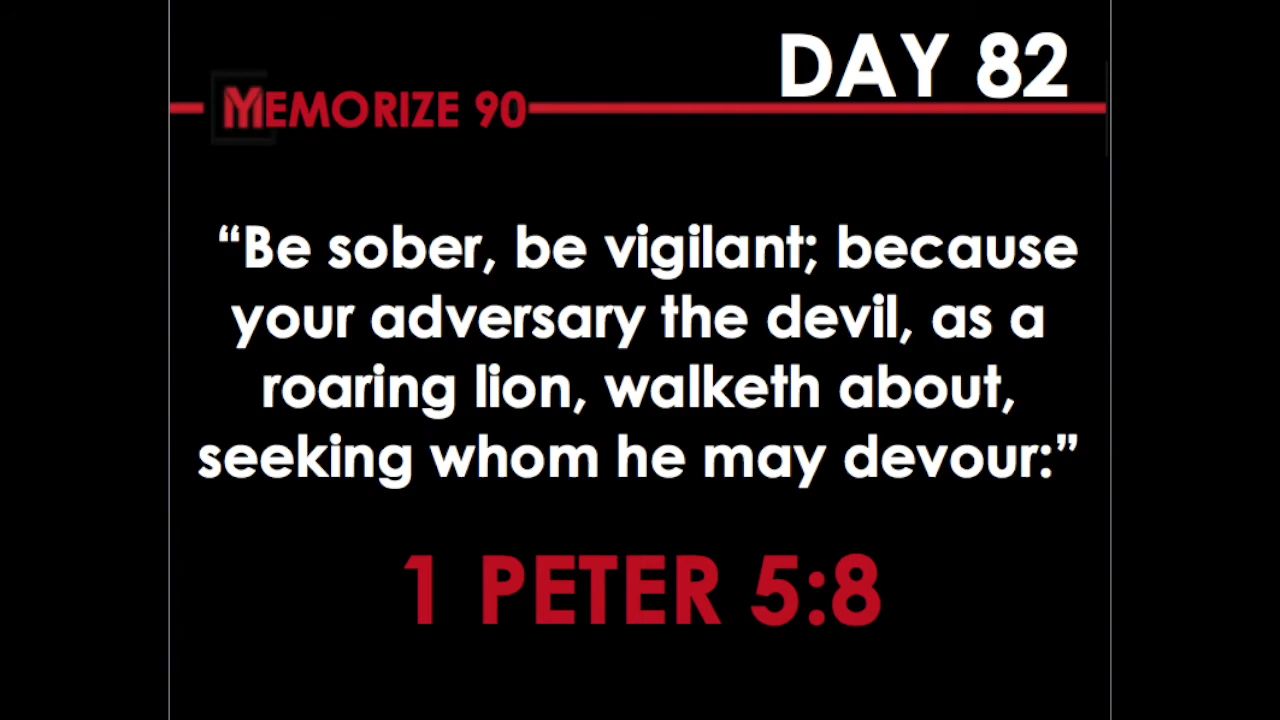 DAY 82
MEMORIZE 90
“Be sober, be vigilant; because
your adversary the devil, as a
roaring lion, walketh about,
seeking whom he may devour:”
1 PETER 5:8